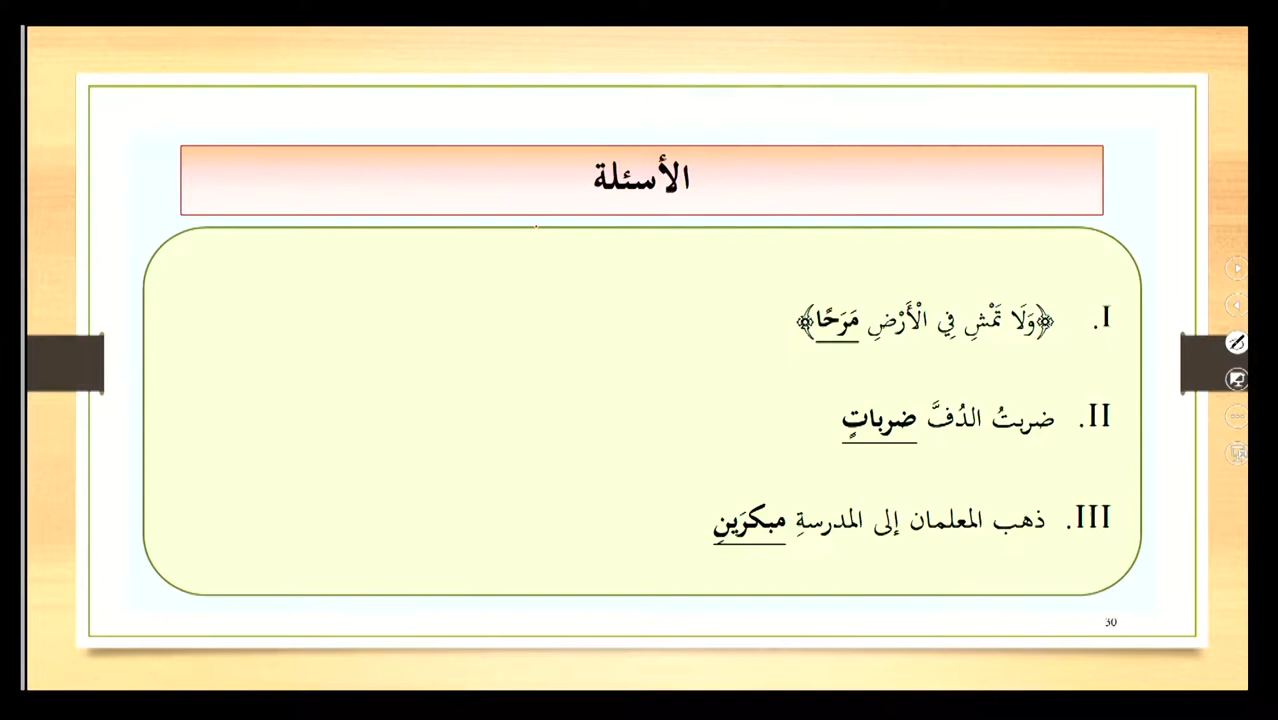 الأسئلة
I. ﴿وَلَا تَمْشِ فِي الْأَرْضِ مَرَحًا﴾
II. ضربتُ الدُفَّ ضرباتٍ
III. ذهب المعلمان إلى المدرسةِ مبكرَينِ
30